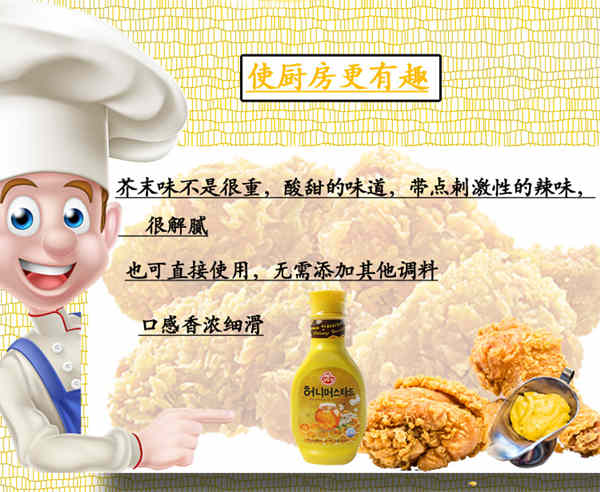 使厨房更有趣
芥末味不是很重，酸甜的味道，带点刺激性的辣味，
很解腻
也可直接使用，无需添加其他调料
口感香浓细滑
허니머스타드